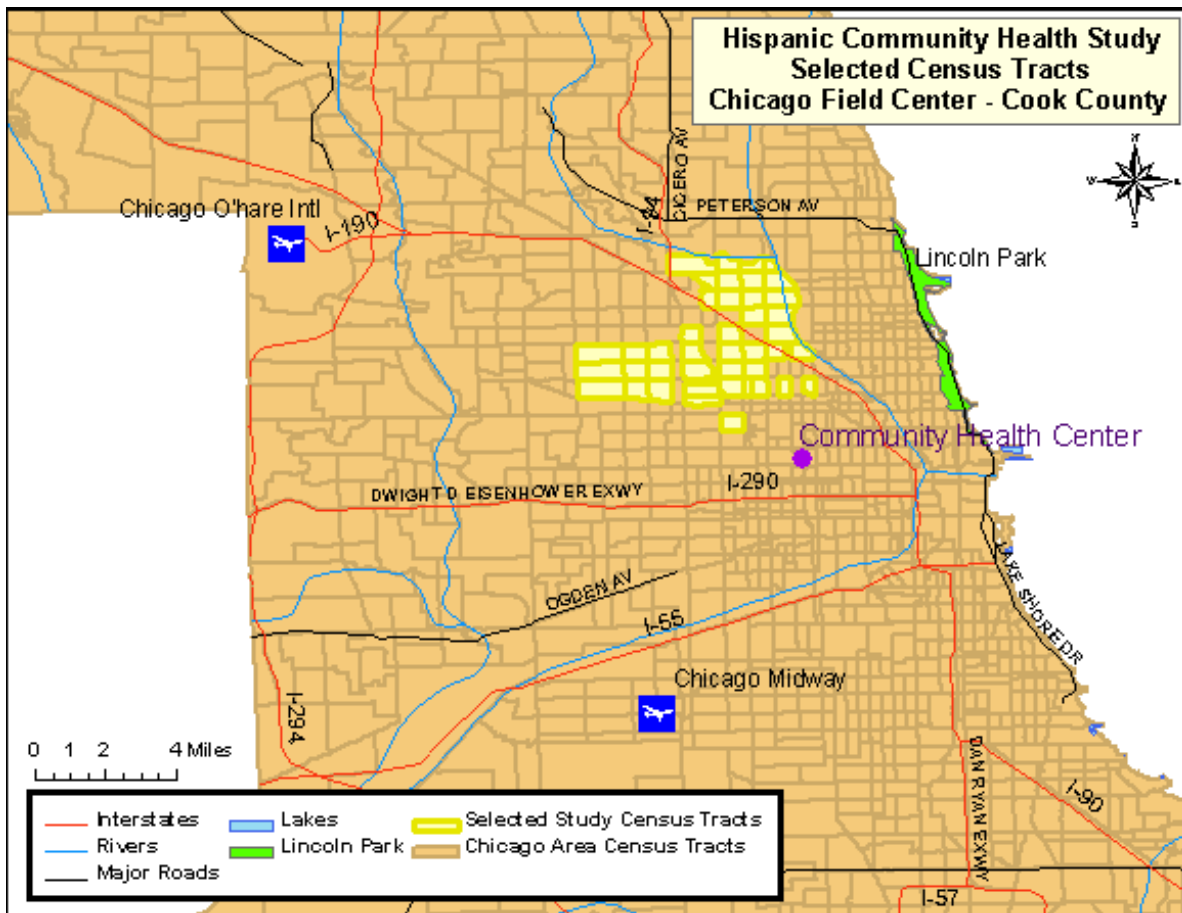 Hispanic Community Health Study
Selected Census Tracts
Chicago Field Center - Cook County
N
W
E
S
CICERO AV
I-94
PETERSON AV
Chicago O'hare Intl
I-190
Lincoln Park
Community Health Center
I-290
DWIGHT D EISENHOWER EXWY
OGDEN AV
I-55
LAKE SHORE DR
Chicago Midway
I-294
DAN RYAN EXWY
I-90
I-57
0 1 2 4 Miles
Interstates
Rivers
Major Roads
Lakes
Lincoln Park
Selected Study Census Tracts
Chicago Area Census Tracts